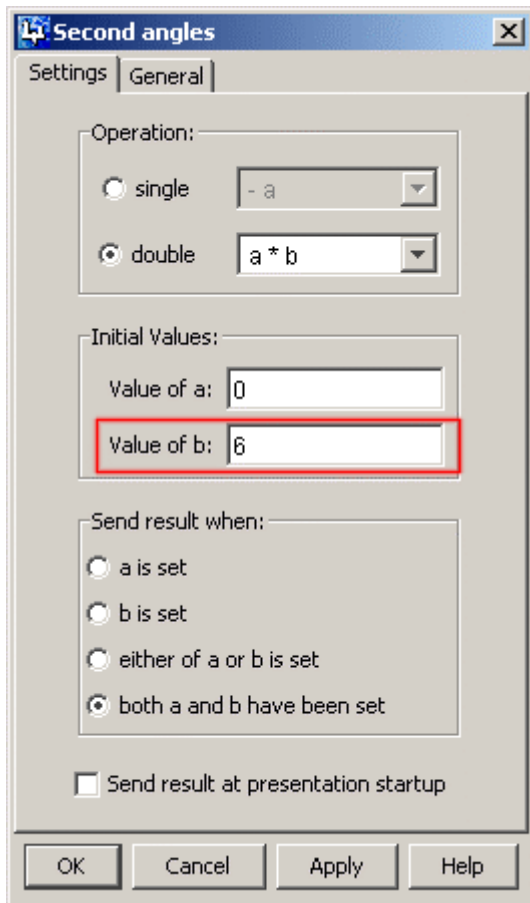 Second angles
Settings General
Operation:
single - a
double a * b
Initial Values:
Value of a: 0
Value of b: 6
Send result when:
a is set
b is set
either of a or b is set
both a and b have been set
Send result at presentation startup
OK Cancel Apply Help